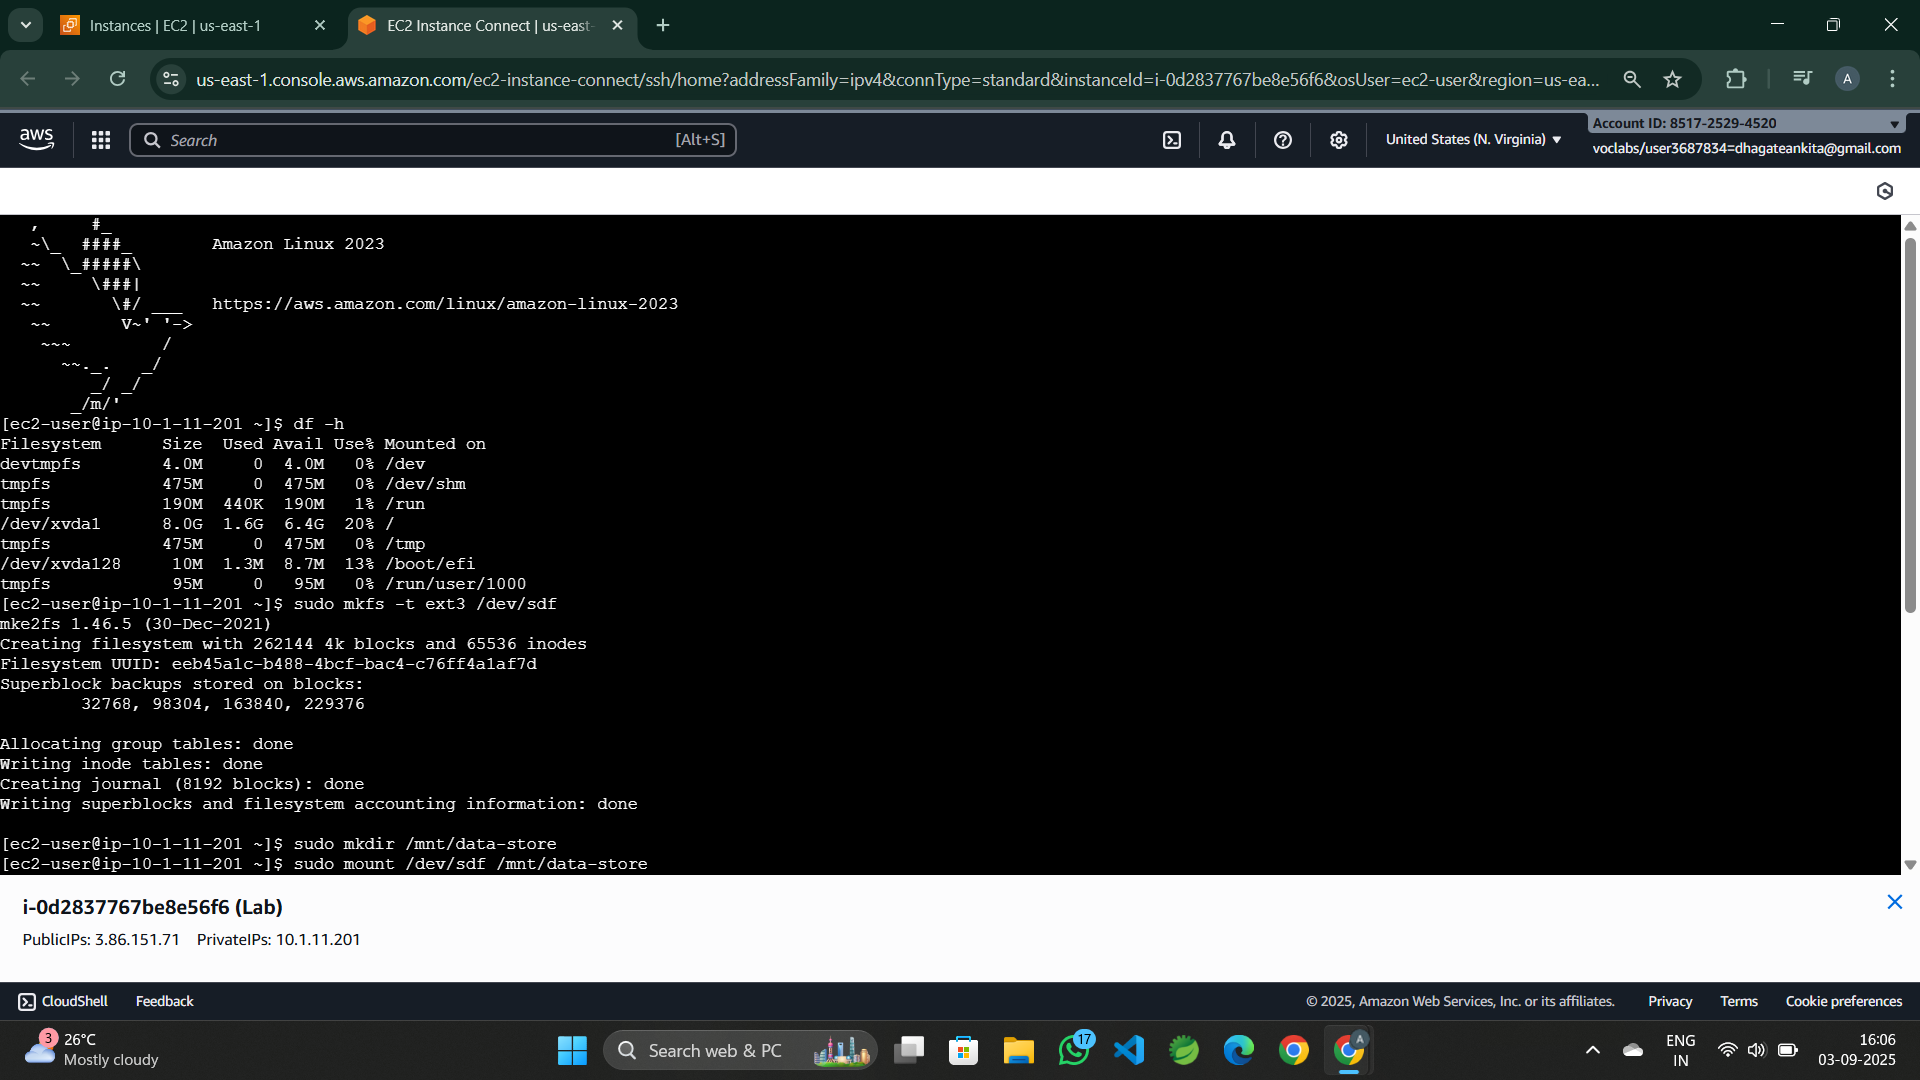 Instances | EC2 | us-east-1
EC2 Instance Connect | us-east-
us-east-1.console.aws.amazon.com/ec2-instance-connect/ssh/home?addressFamily=ipv4&connType=standard&instanceId=i-0d2837767be8e56f6&osUser=ec2-user&region=us-ea...
A
aws
Search
[Alt+S]
United States (N. Virginia)
Account ID: 8517-2529-4520
voclabs/user3687834=dhagateankita@gmail.com
   ,     #_
   ~\_  ####_        Amazon Linux 2023
  ~~  \_#####\
  ~~     \###|
  ~~       \#/ ___   https://aws.amazon.com/linux/amazon-linux-2023
   ~~       V~' '->
    ~~~         /
      ~~._.   _/
         _/ _/
       _/m/'
[ec2-user@ip-10-1-11-201 ~]$ df -h
Filesystem      Size  Used Avail Use% Mounted on
devtmpfs        4.0M     0  4.0M   0% /dev
tmpfs           475M     0  475M   0% /dev/shm
tmpfs           190M  440K  190M   1% /run
/dev/xvda1      8.0G  1.6G  6.4G  20% /
tmpfs           475M     0  475M   0% /tmp
/dev/xvda128     10M  1.3M  8.7M  13% /boot/efi
tmpfs            95M     0   95M   0% /run/user/1000
[ec2-user@ip-10-1-11-201 ~]$ sudo mkfs -t ext3 /dev/sdf
mke2fs 1.46.5 (30-Dec-2021)
Creating filesystem with 262144 4k blocks and 65536 inodes
Filesystem UUID: eeb45a1c-b488-4bcf-bac4-c76ff4a1af7d
Superblock backups stored on blocks:
        32768, 98304, 163840, 229376
Allocating group tables: done
Writing inode tables: done
Creating journal (8192 blocks): done
Writing superblocks and filesystem accounting information: done
[ec2-user@ip-10-1-11-201 ~]$ sudo mkdir /mnt/data-store
[ec2-user@ip-10-1-11-201 ~]$ sudo mount /dev/sdf /mnt/data-store
i-0d2837767be8e56f6 (Lab)
PublicIPs: 3.86.151.71 PrivateIPs: 10.1.11.201
CloudShell
Feedback
© 2025, Amazon Web Services, Inc. or its affiliates.
Privacy
Terms
Cookie preferences
3
26°C
Mostly cloudy
Search web & PC
17
A
ENG
IN
16:06
03-09-2025